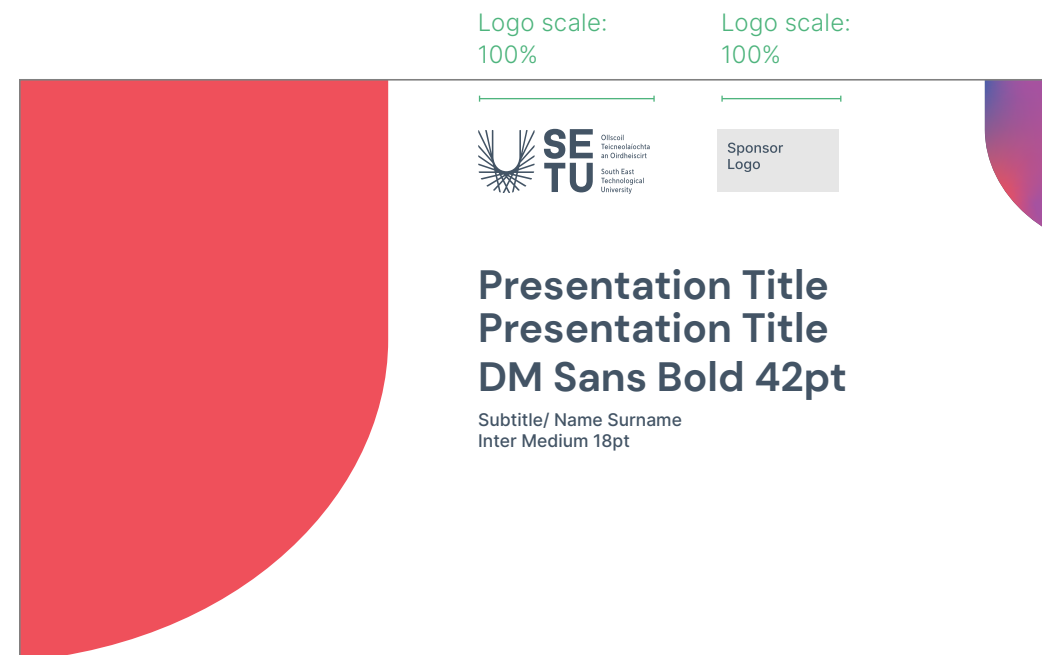 Logo scale:
100%
Logo scale:
100%
SE
TU
Ollscoil
Teicneolaíochta
an Oirdheiscirt
South East
Technological
University
Sponsor
Logo
Presentation Title
Presentation Title
DM Sans Bold 42pt
Subtitle/ Name Surname
Inter Medium 18pt